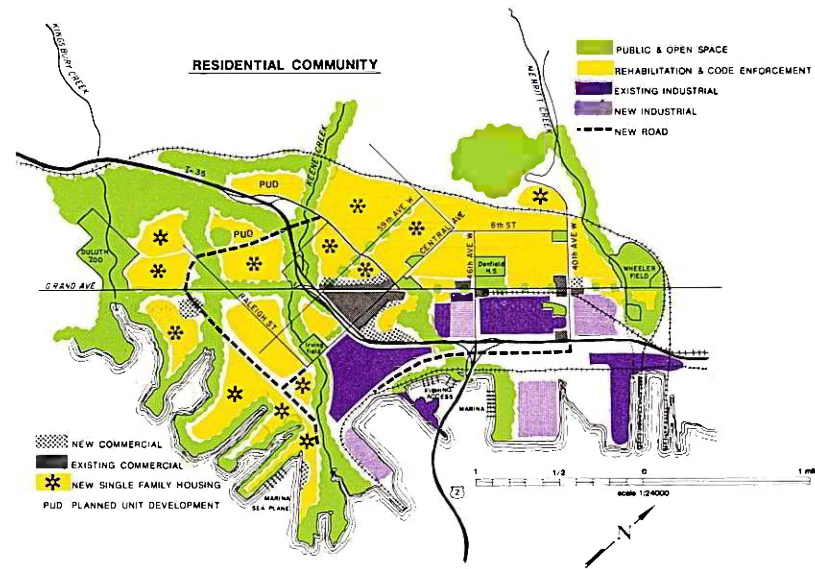 RESIDENTIAL COMMUNITY
PUBLIC & OPEN SPACE
REHABILITATION & CODE ENFORCEMENT
EXISTING INDUSTRIAL
NEW INDUSTRIAL
NEW ROAD
KINGSBURY CREEK
KEENE CREEK
MERRITT CREEK
I-35
PUD
PUD
59th AVE W
CENTRAL AVE
8th ST
46th AVE W
40th AVE W
Denfield
H.S.
WHEELER
FIELD
DULUTH
ZOO
GRAND AVE
RALEIGH ST
Irving
Field
FISHING
ACCESS
MARINA
MARINA
SEA PLANE
2
NEW COMMERCIAL
EXISTING COMMERCIAL
NEW SINGLE FAMILY HOUSING
PUD PLANNED UNIT DEVELOPMENT
1 1/2 0 1 mil
scale 1:24000
N